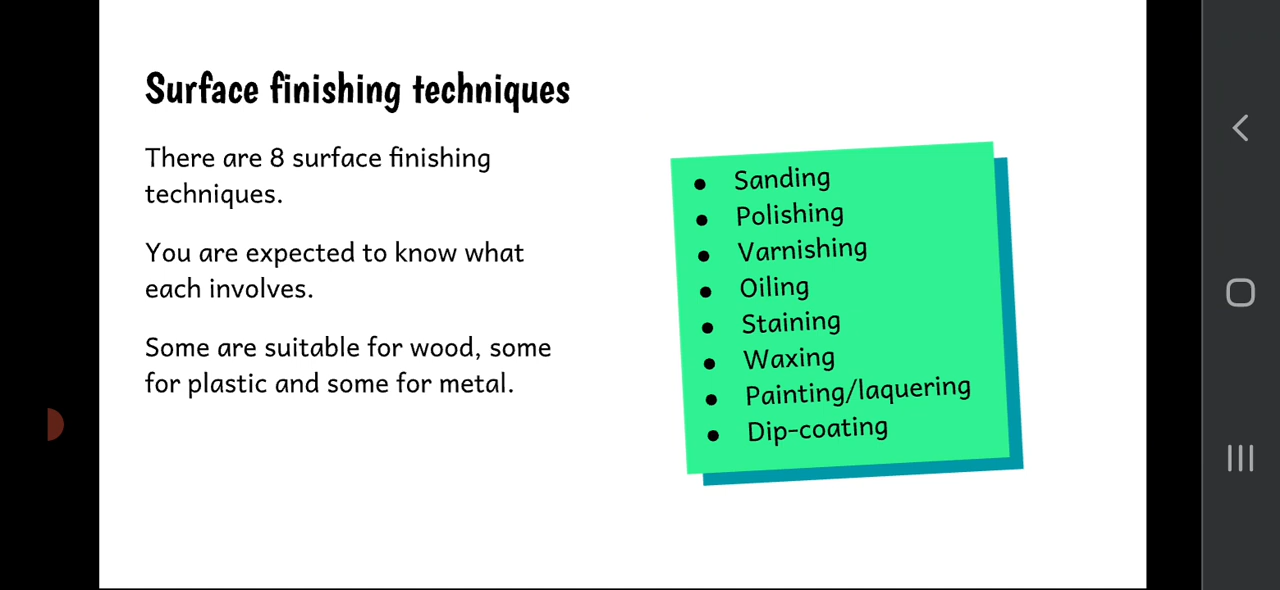 Surface finishing techniques
There are 8 surface finishing
techniques.
You are expected to know what
each involves.
Some are suitable for wood, some
for plastic and some for metal.
● Sanding
● Polishing
● Varnishing
● Oiling
● Staining
● Waxing
● Painting/laquering
● Dip-coating